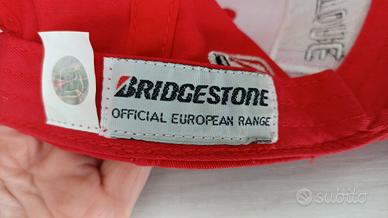 BRIDGESTONE
OFFICIAL EUROPEAN RANGE
subito